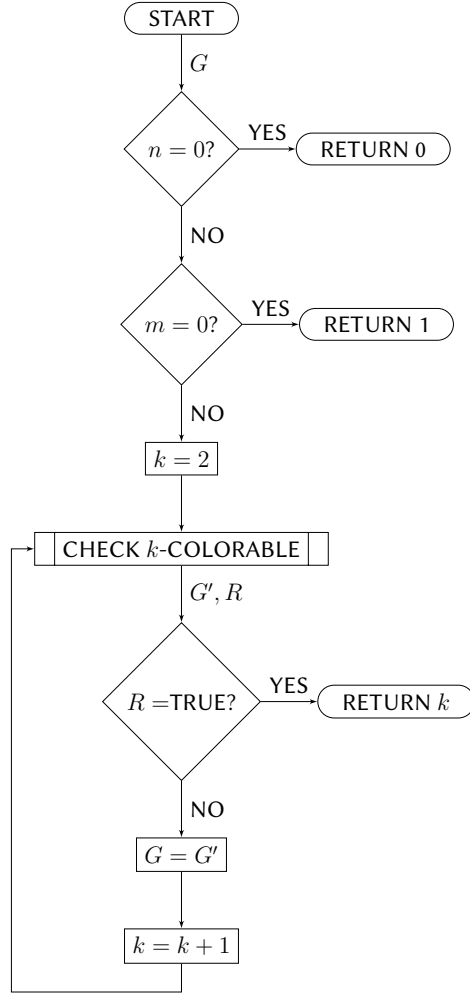 START
G
n = 0?
YES
RETURN 0
NO
m = 0?
YES
RETURN 1
NO
k = 2
CHECK k-COLORABLE
G′, R
R =TRUE?
YES
RETURN k
NO
G = G′
k = k + 1